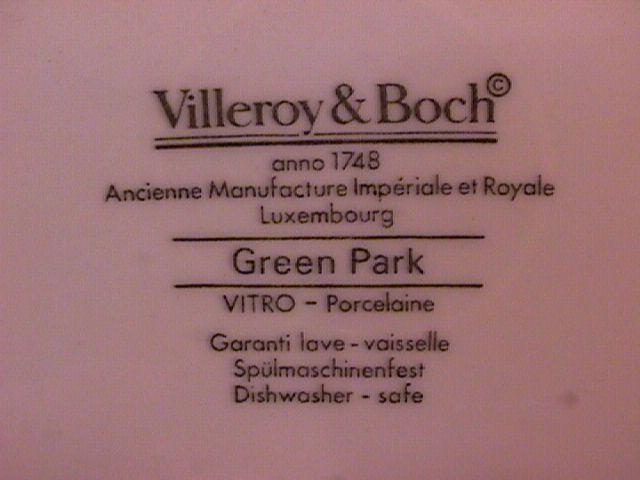 Villeroy & Boch©
anno 1748
Ancienne Manufacture Impériale et Royale
Luxembourg
Green Park
VITRO - Porcelaine
Garanti lave - vaisselle
Spülmaschinenfest
Dishwasher - safe